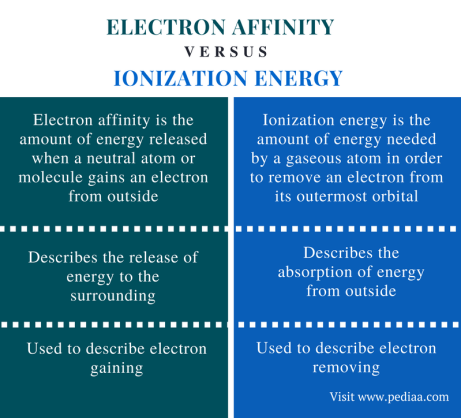 ELECTRON AFFINITY
VERSUS
IONIZATION ENERGY
Electron affinity is the
amount of energy released
when a neutral atom or
molecule gains an electron
from outside
Ionization energy is the
amount of energy needed
by a gaseous atom in order
to remove an electron from
its outermost orbital
Describes the release of
energy to the
surrounding
Describes the
absorption of energy
from outside
Used to describe electron
gaining
Used to describe electron
removing
Visit www.pediaa.com